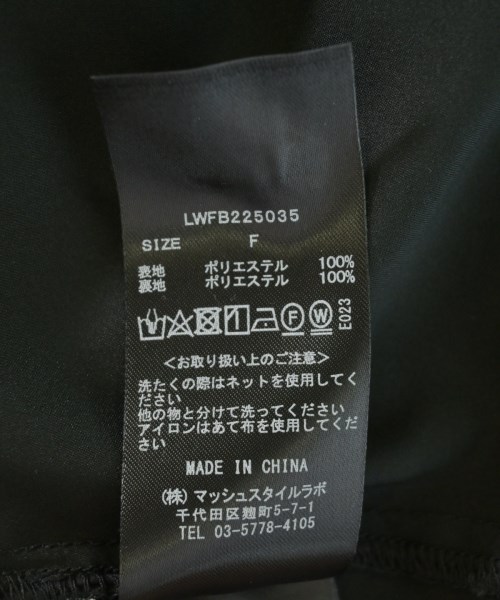 LWFB225035
SIZE F
表地 ポリエステル 100%
裏地 ポリエステル 100%
F W E023
<お取り扱い上のご注意>
洗たくの際はネットを使用してく
ださい
他の物と分けて洗ってください
アイロンはあて布を使用してくだ
さい
MADE IN CHINA
(株) マッシュスタイルラボ
千代田区麹町5-7-1
TEL 03-5778-4105